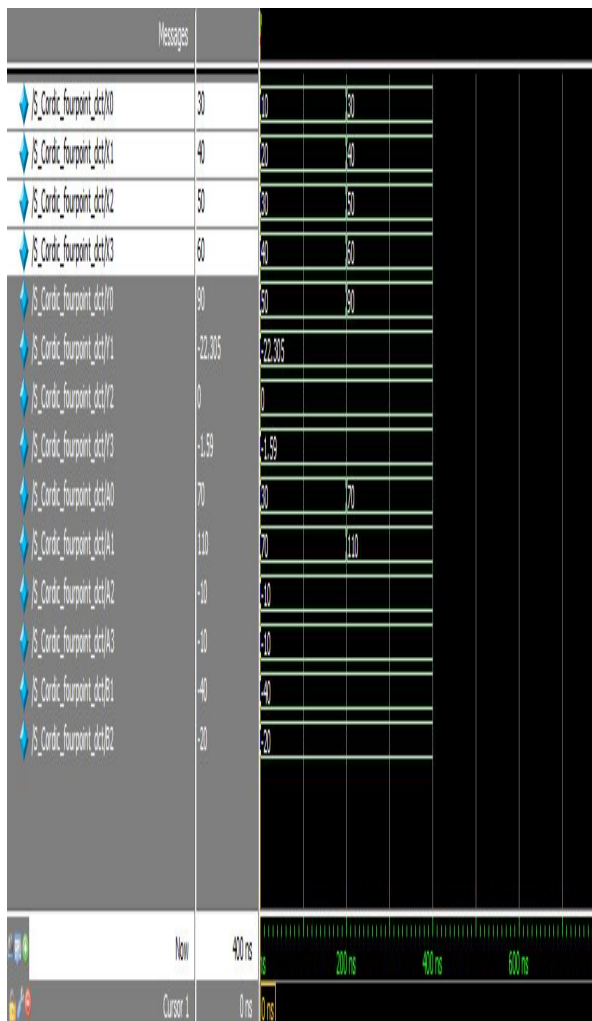 Messages
/S_Cordic_fourpoint_dct/X0 30 10 30
/S_Cordic_fourpoint_dct/X1 40 20 40
/S_Cordic_fourpoint_dct/X2 50 30 50
/S_Cordic_fourpoint_dct/X3 60 40 60
/S_Cordic_fourpoint_dct/Y0 90 50 90
/S_Cordic_fourpoint_dct/Y1 -22.305 -22.305
/S_Cordic_fourpoint_dct/Y2 0 0
/S_Cordic_fourpoint_dct/Y3 -1.59 -1.59
/S_Cordic_fourpoint_dct/A0 70 30 70
/S_Cordic_fourpoint_dct/A1 110 70 110
/S_Cordic_fourpoint_dct/A2 -10 -10
/S_Cordic_fourpoint_dct/A3 -10 -10
/S_Cordic_fourpoint_dct/B1 -40 -40
/S_Cordic_fourpoint_dct/B2 -20 -20
Now 400 ns 200 ns 400 ns 600 ns
Cursor 1 0 ns 0 ns